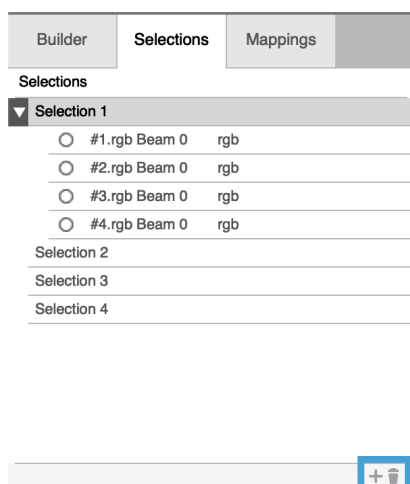 Builder Selections Mappings
Selections
Selection 1
#1.rgb Beam 0 rgb
#2.rgb Beam 0 rgb
#3.rgb Beam 0 rgb
#4.rgb Beam 0 rgb
Selection 2
Selection 3
Selection 4